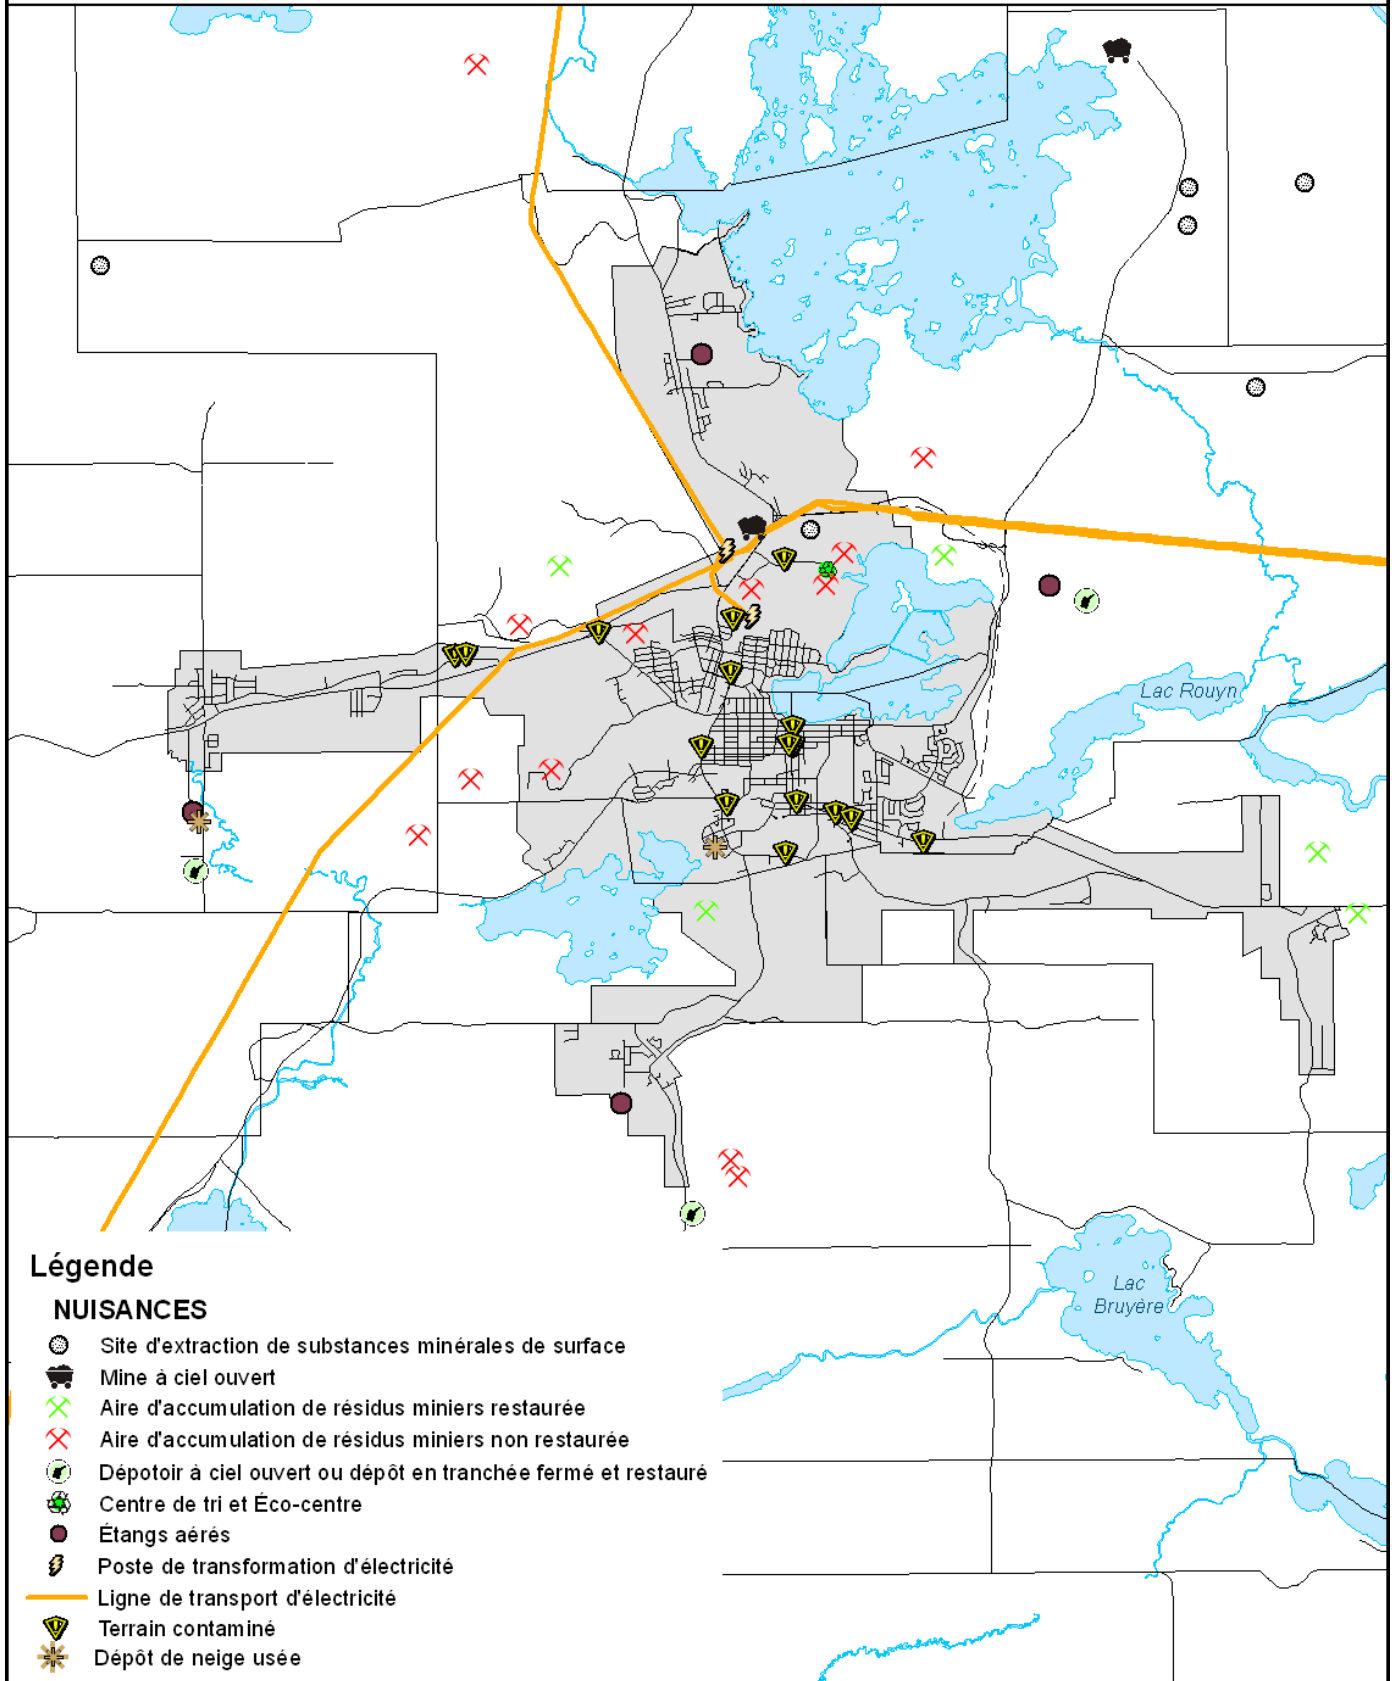 Lac Rouyn
Lac
Bruyère
Légende
NUISANCES
Site d'extraction de substances minérales de surface
Mine à ciel ouvert
Aire d'accumulation de résidus miniers restaurée
Aire d'accumulation de résidus miniers non restaurée
Dépotoir à ciel ouvert ou dépôt en tranchée fermé et restauré
Centre de tri et Éco-centre
Étangs aérés
Poste de transformation d'électricité
Ligne de transport d'électricité
Terrain contaminé
Dépôt de neige usée